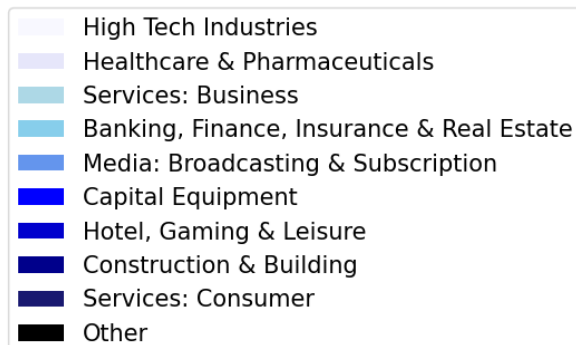 High Tech Industries
Healthcare & Pharmaceuticals
Services: Business
Banking, Finance, Insurance & Real Estate
Media: Broadcasting & Subscription
Capital Equipment
Hotel, Gaming & Leisure
Construction & Building
Services: Consumer
Other